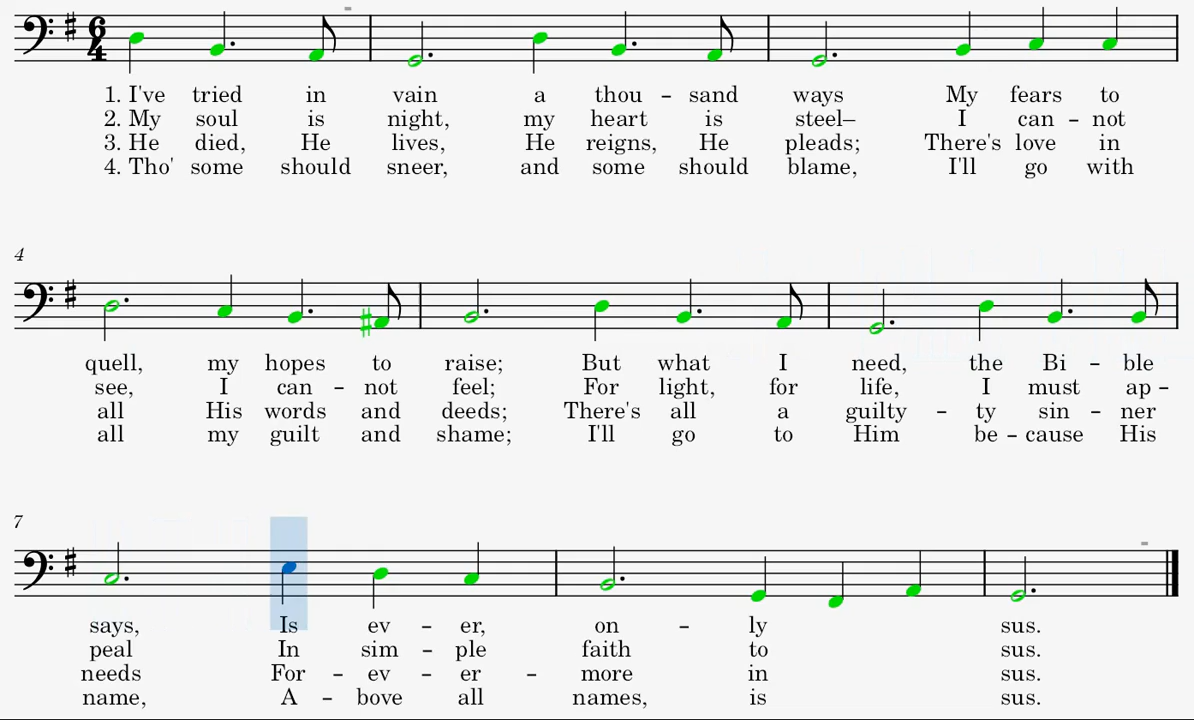 6
4
1. I've tried in vain a thou – sand ways My fears to
2. My soul is night, my heart is steel– I can – not
3. He died, He lives, He reigns, He pleads; There's love in
4. Tho' some should sneer, and some should blame, I'll go with
4
quell, my hopes to raise; But what I need, the Bi – ble
see, I can – not feel; For light, for life, I must ap –
all His words and deeds; There's all a guilty – ty sin – ner
all my guilt and shame; I'll go to Him be – cause His
7
says, Is ev – er, on – ly sus.
peal In sim – ple faith to sus.
needs For – ev – er – more in sus.
name, A – bove all names, is sus.